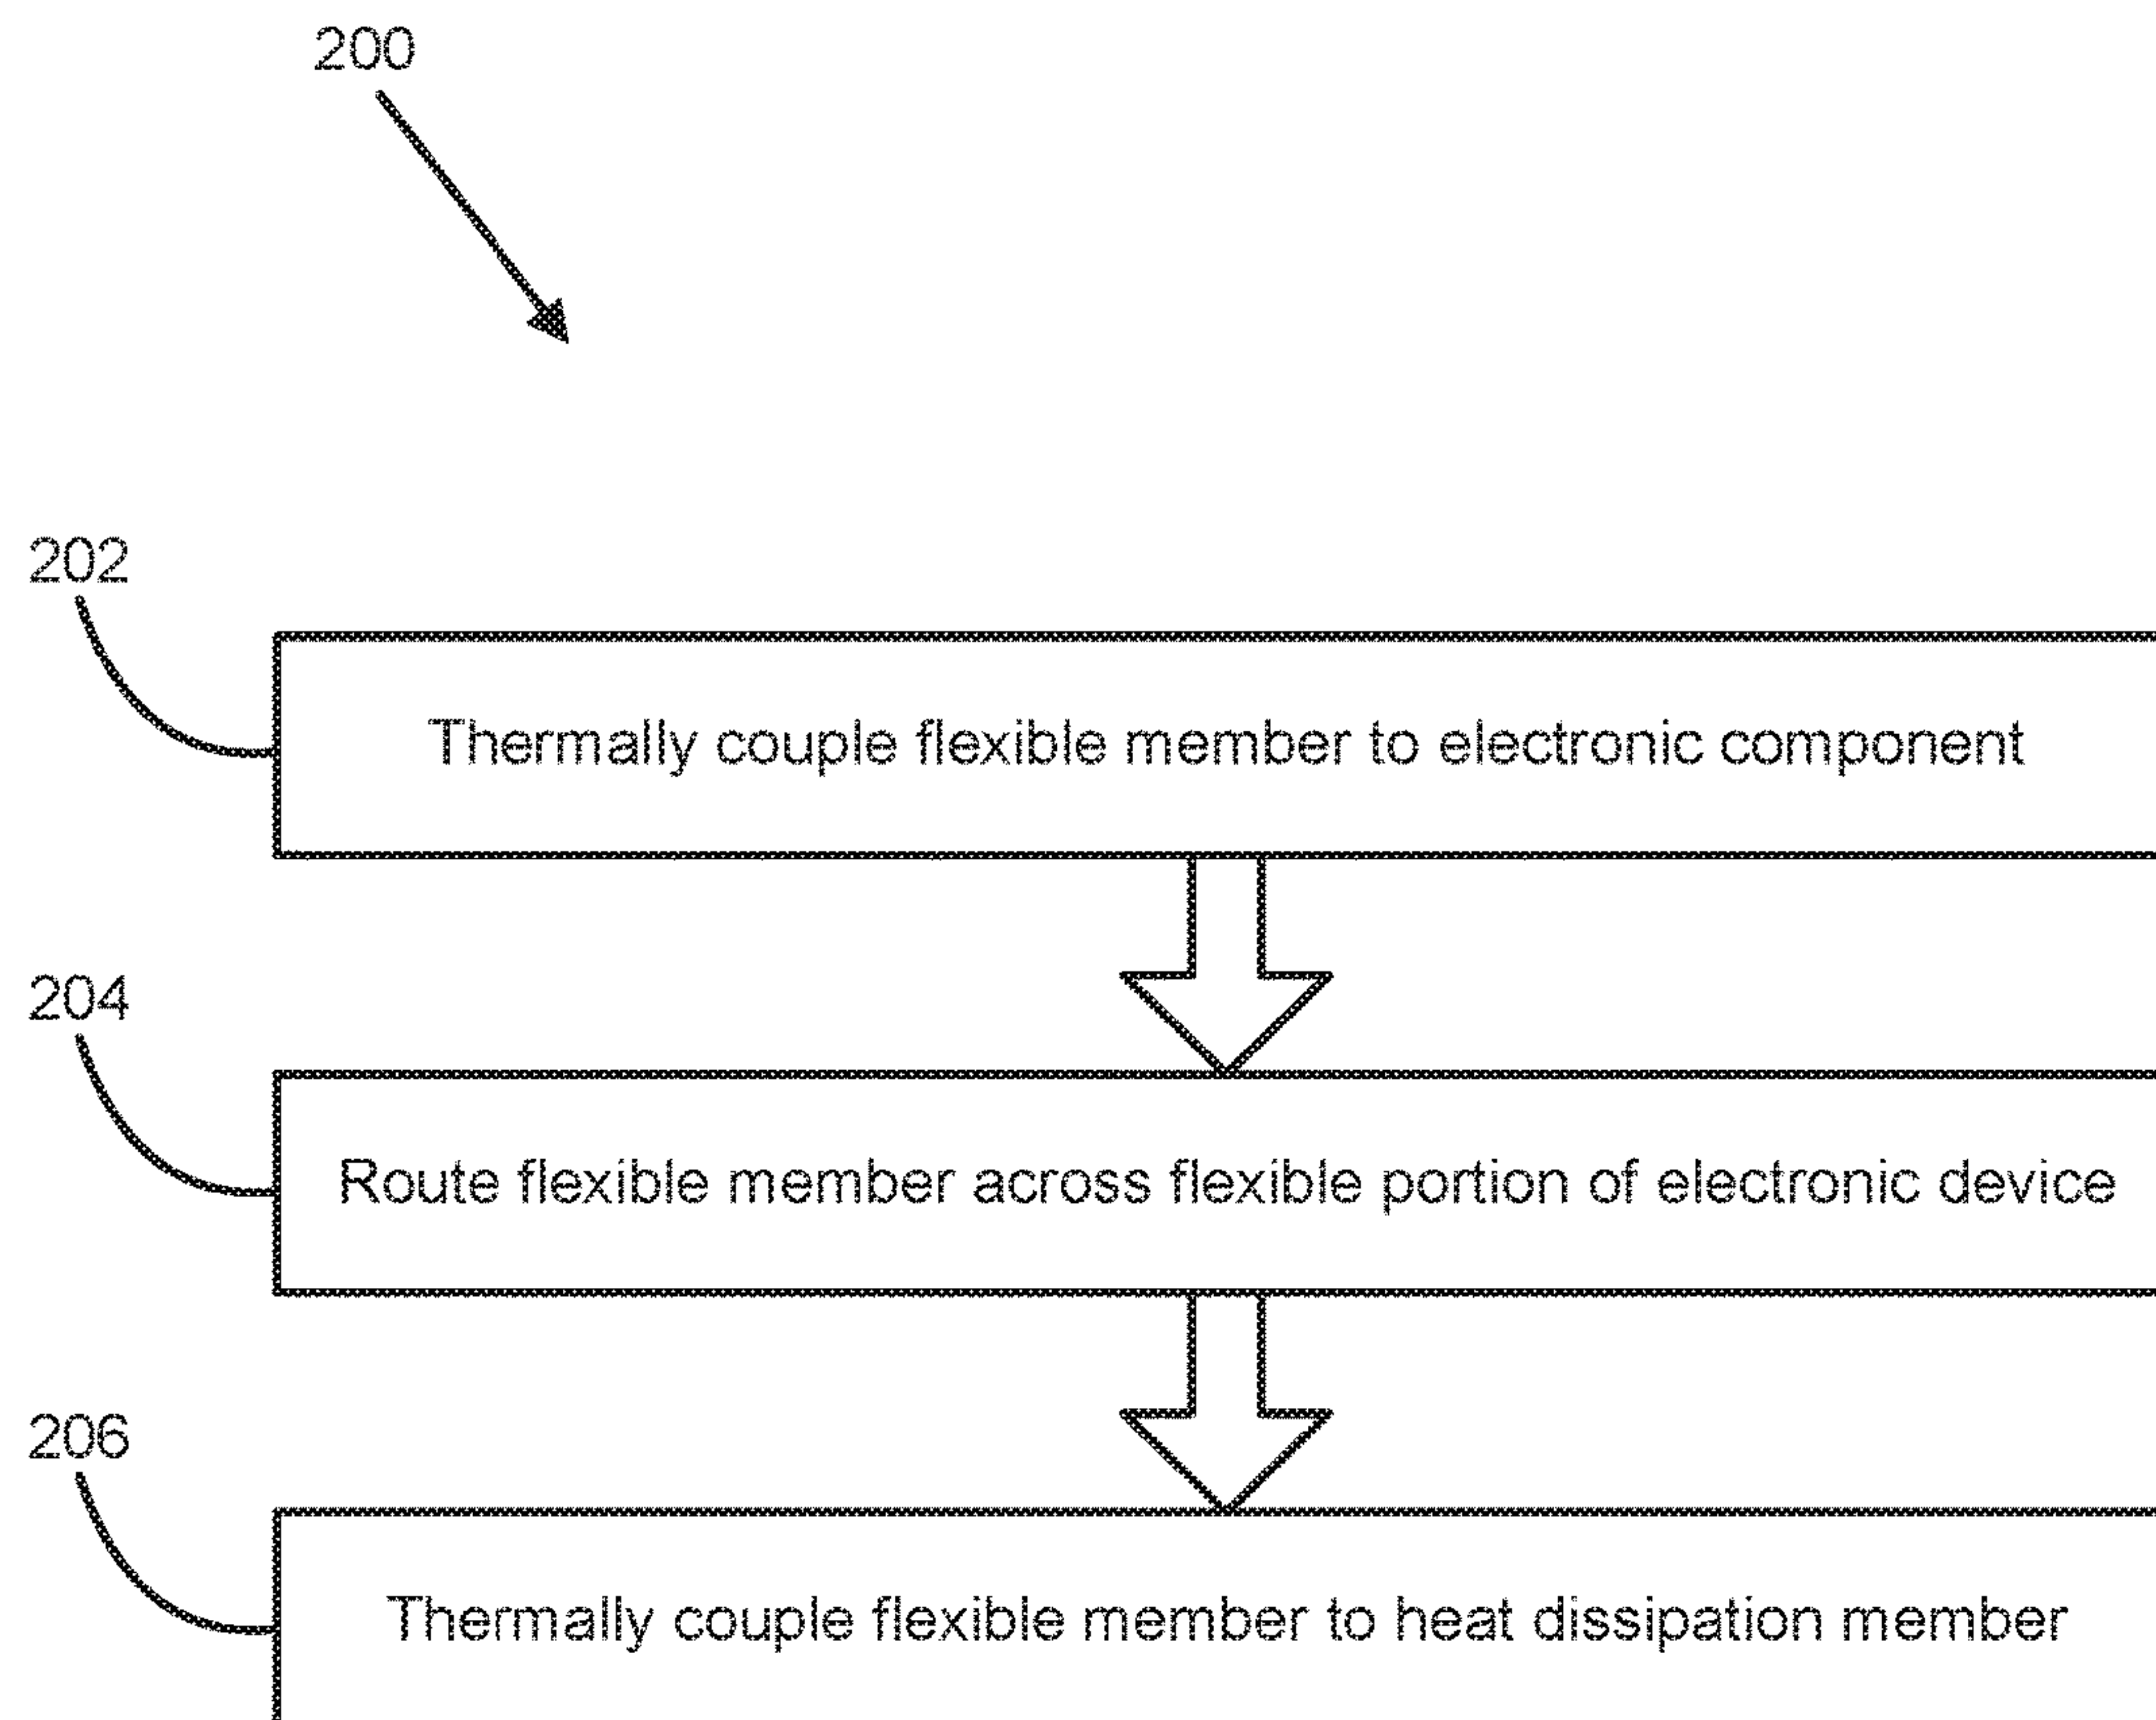 200
202
Thermally couple flexible member to electronic component
204
Route flexible member across flexible portion of electronic device
206
Thermally couple flexible member to heat dissipation member